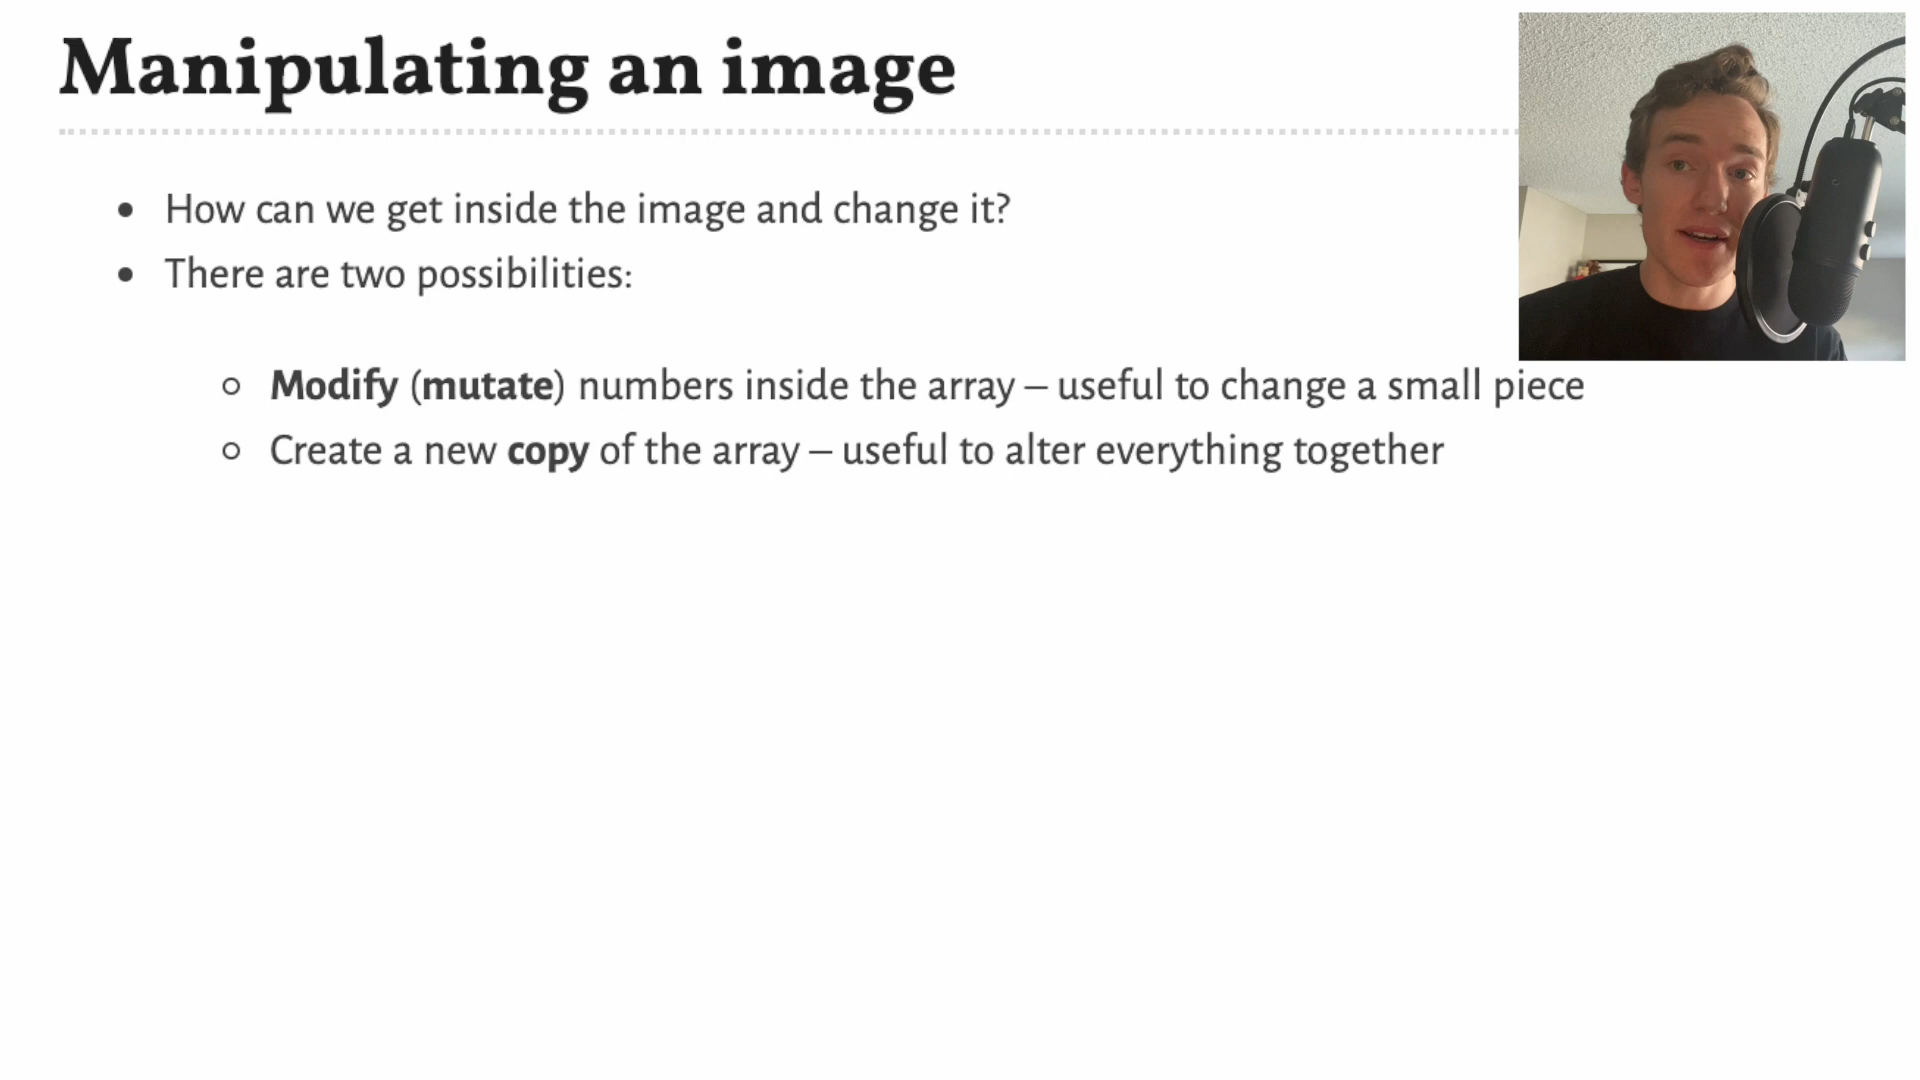 Manipulating an image
• How can we get inside the image and change it?
• There are two possibilities:
◦ Modify (mutate) numbers inside the array – useful to change a small piece
◦ Create a new copy of the array – useful to alter everything together